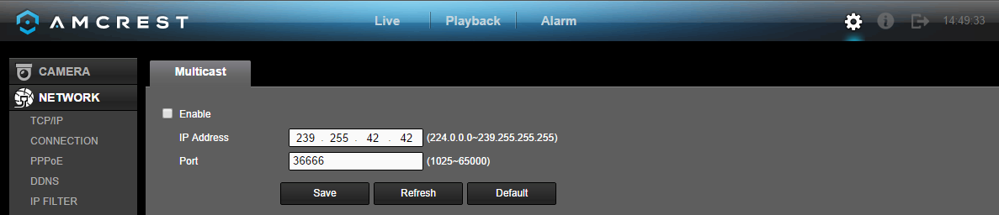 AMCREST Live Playback Alarm 14:49:33
CAMERA
Multicast
NETWORK
Enable
TCP/IP
IP Address 239 . 255 . 42 . 42 (224.0.0.0~239.255.255.255)
CONNECTION
PPPoE
Port 36666 (1025~65000)
DDNS
Save Refresh Default
IP FILTER